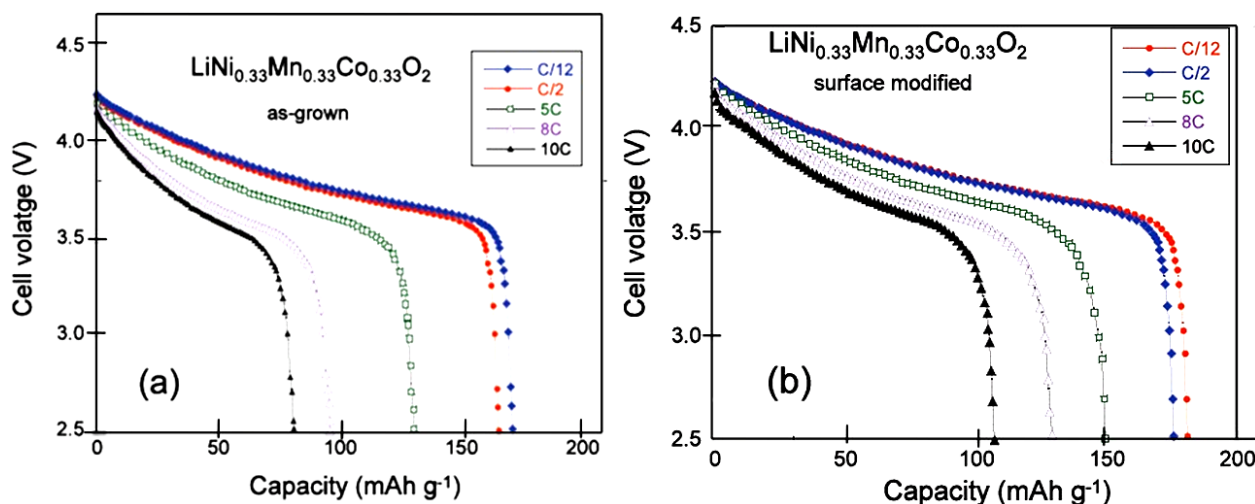 4.5
4.0
3.5
3.0
2.5
Cell volatge (V)
LiNi0.33Mn0.33Co0.33O2
as-grown
C/12
C/2
5C
8C
10C
(a)
0
50
100
150
200
Capacity (mAh g-1)
4.5
4.0
3.5
3.0
2.5
Cell volatge (V)
LiNi0.33Mn0.33Co0.33O2
surface modified
C/12
C/2
5C
8C
10C
(b)
0
50
100
150
200
Capacity (mAh g-1)